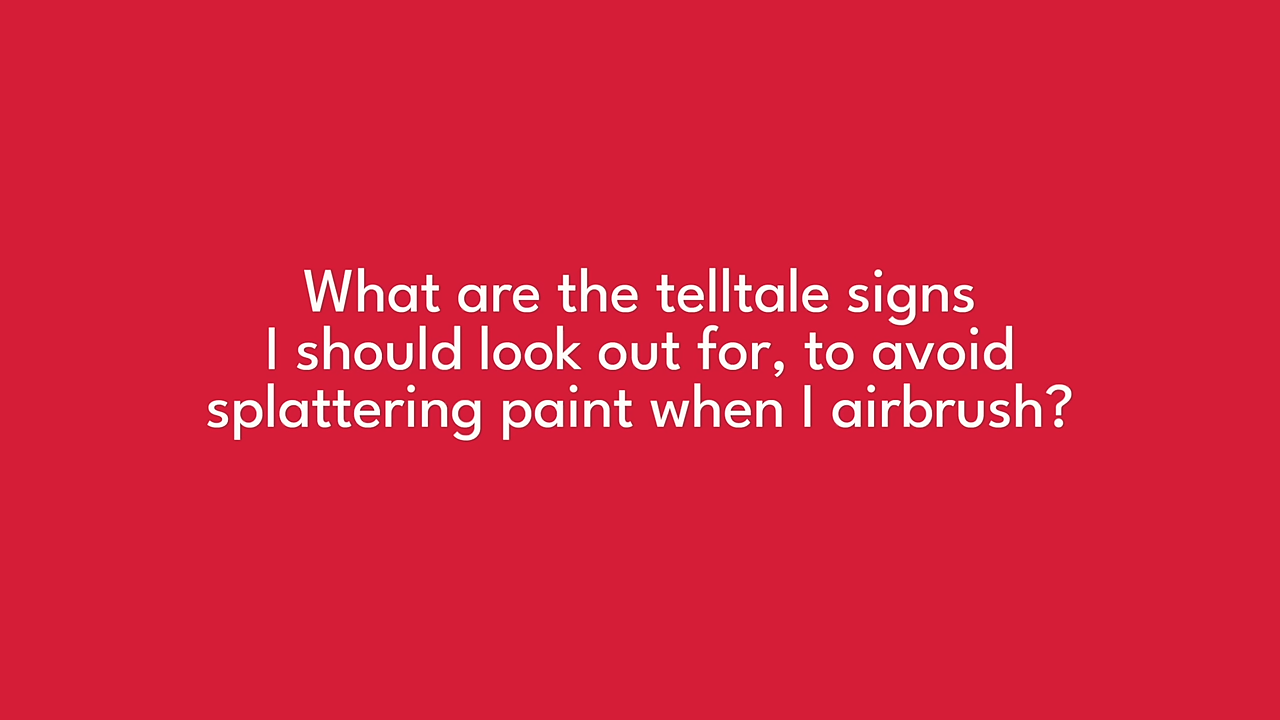 What are the telltale signs
I should look out for, to avoid
splattering paint when I airbrush?